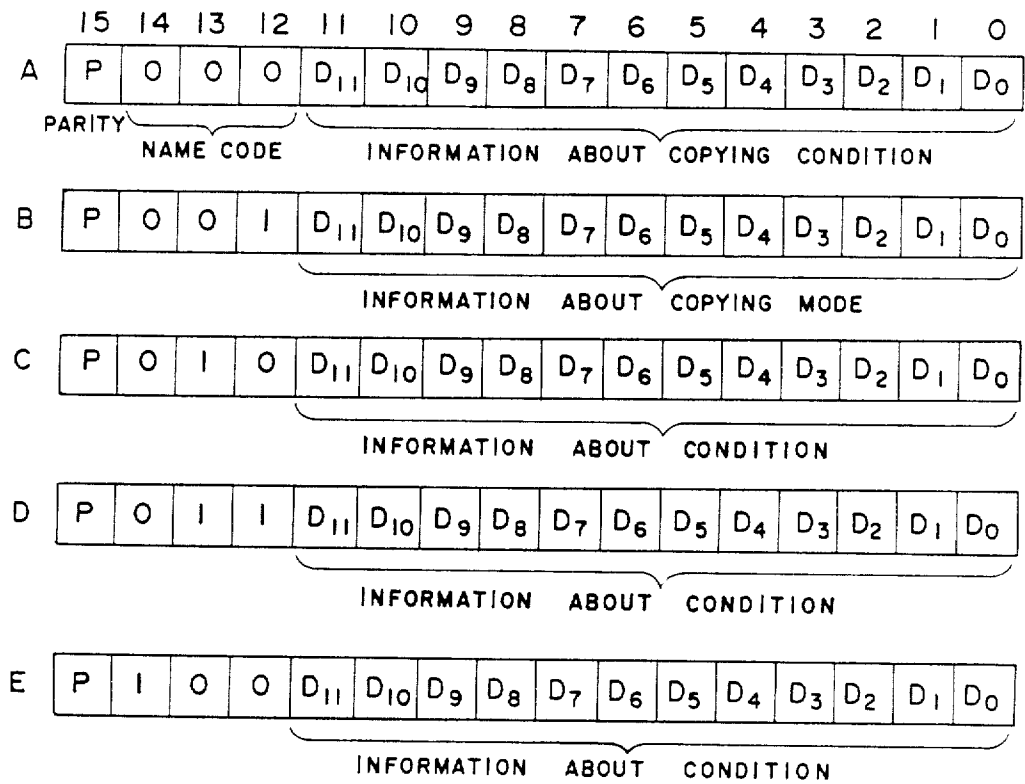 15 14 13 12 11 10 9 8 7 6 5 4 3 2 1 0
A P 0 0 0 D11 D10 D9 D8 D7 D6 D5 D4 D3 D2 D1 D0
PARITY
NAME CODE INFORMATION ABOUT COPYING CONDITION
B P 0 0 1 D11 D10 D9 D8 D7 D6 D5 D4 D3 D2 D1 D0
INFORMATION ABOUT COPYING MODE
C P 0 1 0 D11 D10 D9 D8 D7 D6 D5 D4 D3 D2 D1 D0
INFORMATION ABOUT CONDITION
D P 0 1 1 D11 D10 D9 D8 D7 D6 D5 D4 D3 D2 D1 D0
INFORMATION ABOUT CONDITION
E P 1 0 0 D11 D10 D9 D8 D7 D6 D5 D4 D3 D2 D1 D0
INFORMATION ABOUT CONDITION